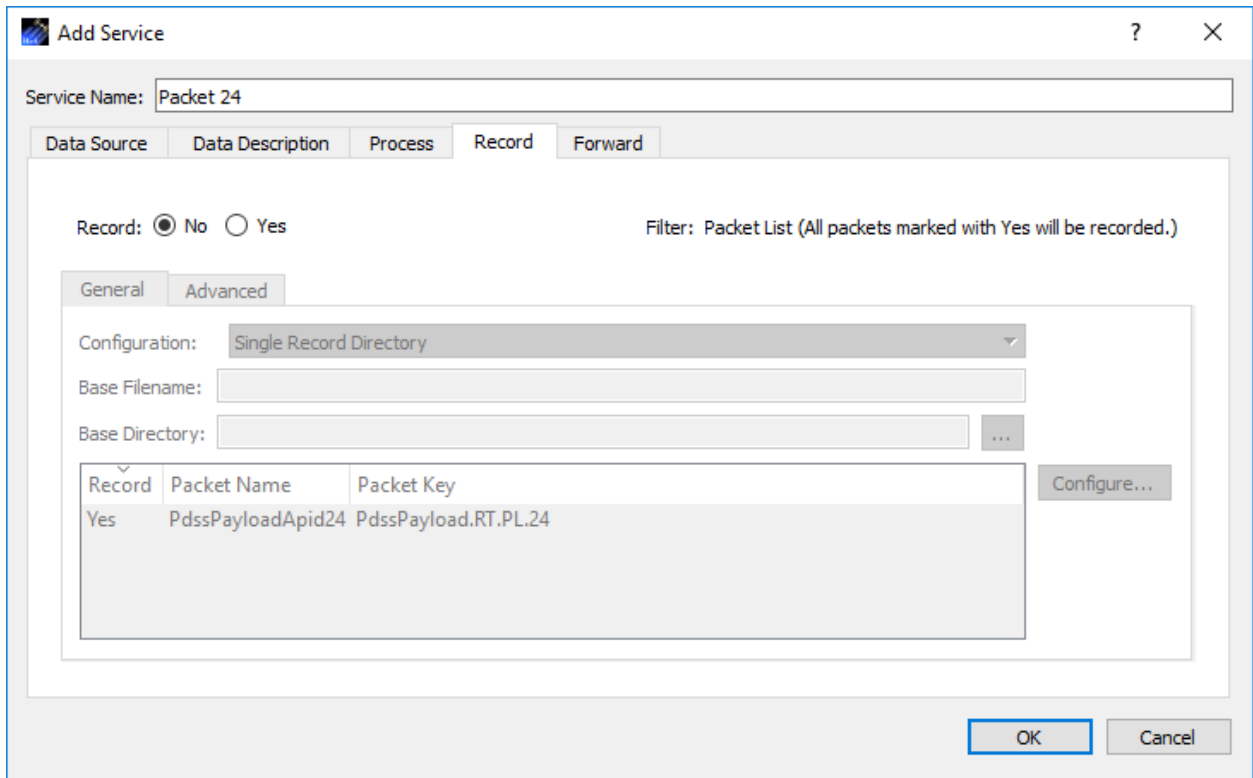 Add Service
?
Service Name: Packet 24
Data Source Data Description Process Record Forward
Record: No Yes Filter: Packet List (All packets marked with Yes will be recorded.)
General Advanced
Configuration: Single Record Directory
Base Filename:
Base Directory: ...
Record Packet Name Packet Key Configure...
Yes PdssPayloadApid24 PdssPayload.RT.PL.24
OK Cancel